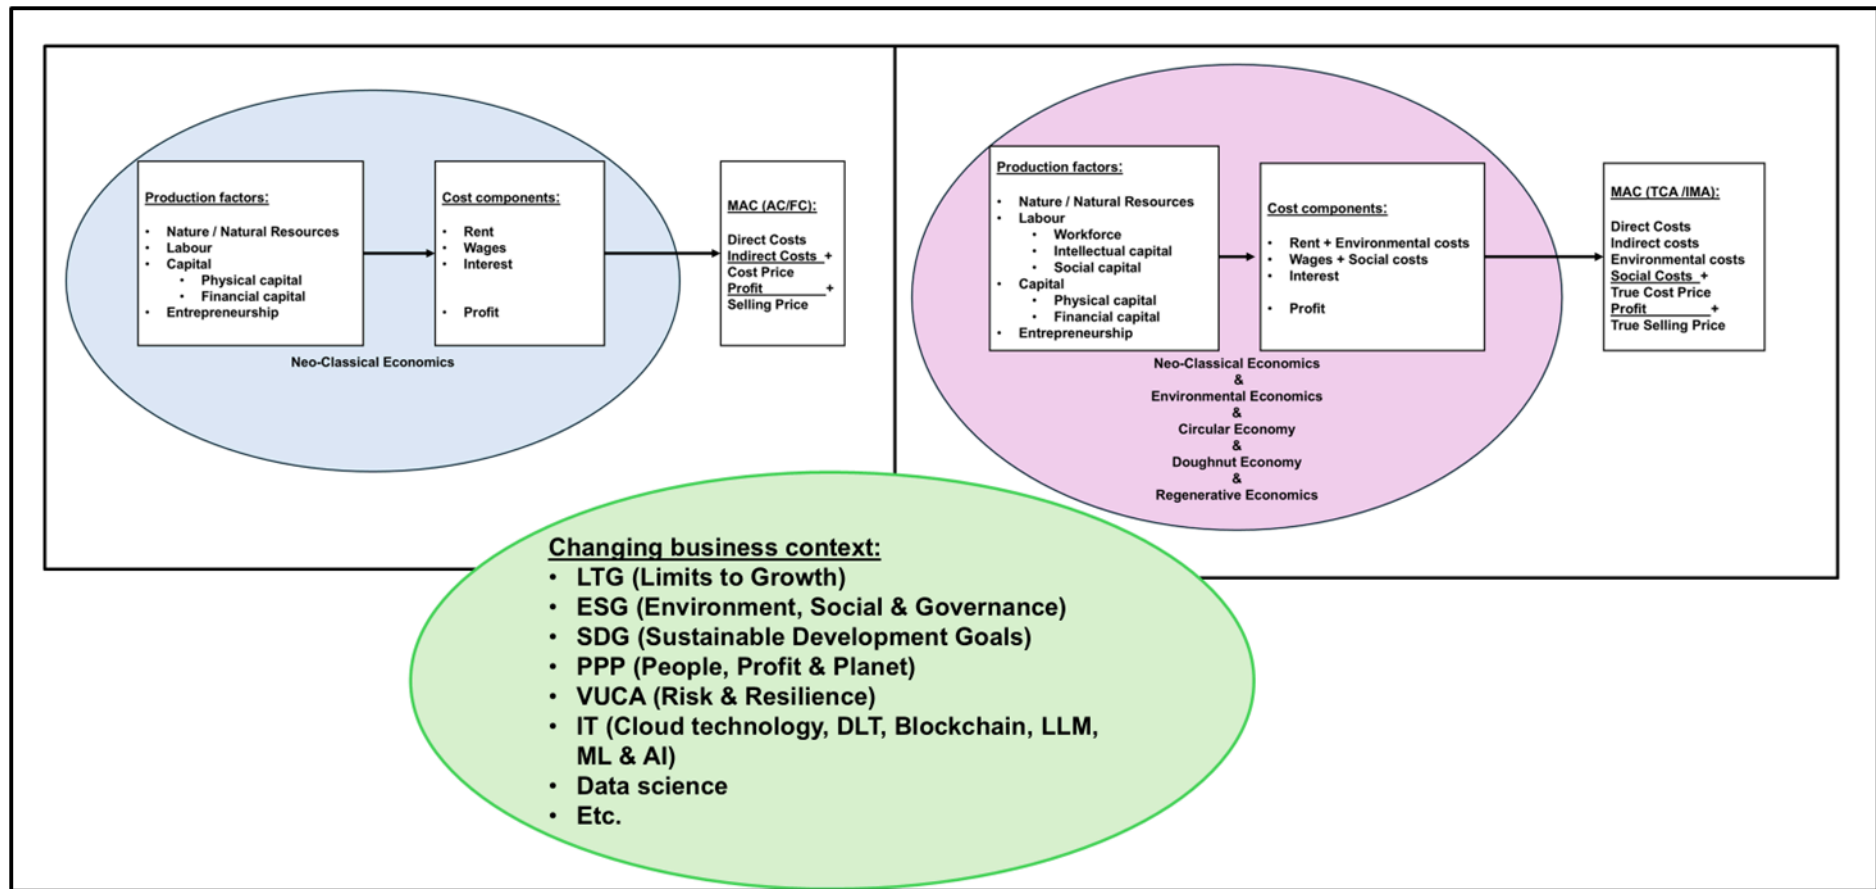 Production factors:
• Nature / Natural Resources
• Labour
• Capital
• Physical capital
• Financial capital
• Entrepreneurship
Cost components:
• Rent
• Wages
• Interest
• Profit
MAC (AC/FC):
Direct Costs
Indirect Costs +
Cost Price
Profit +
Selling Price
Neo-Classical Economics
Production factors:
• Nature / Natural Resources
• Labour
• Workforce
• Intellectual capital
• Social capital
• Capital
• Physical capital
• Financial capital
• Entrepreneurship
Cost components:
• Rent + Environmental costs
• Wages + Social costs
• Interest
• Profit
MAC (TCA /IMA):
Direct Costs
Indirect costs
Environmental costs
Social Costs +
True Cost Price
Profit +
True Selling Price
Neo-Classical Economics
&
Environmental Economics
&
Circular Economy
&
Doughnut Economy
&
Regenerative Economics
Changing business context:
• LTG (Limits to Growth)
• ESG (Environment, Social & Governance)
• SDG (Sustainable Development Goals)
• PPP (People, Profit & Planet)
• VUCA (Risk & Resilience)
• IT (Cloud technology, DLT, Blockchain, LLM,
ML & AI)
• Data science
• Etc.